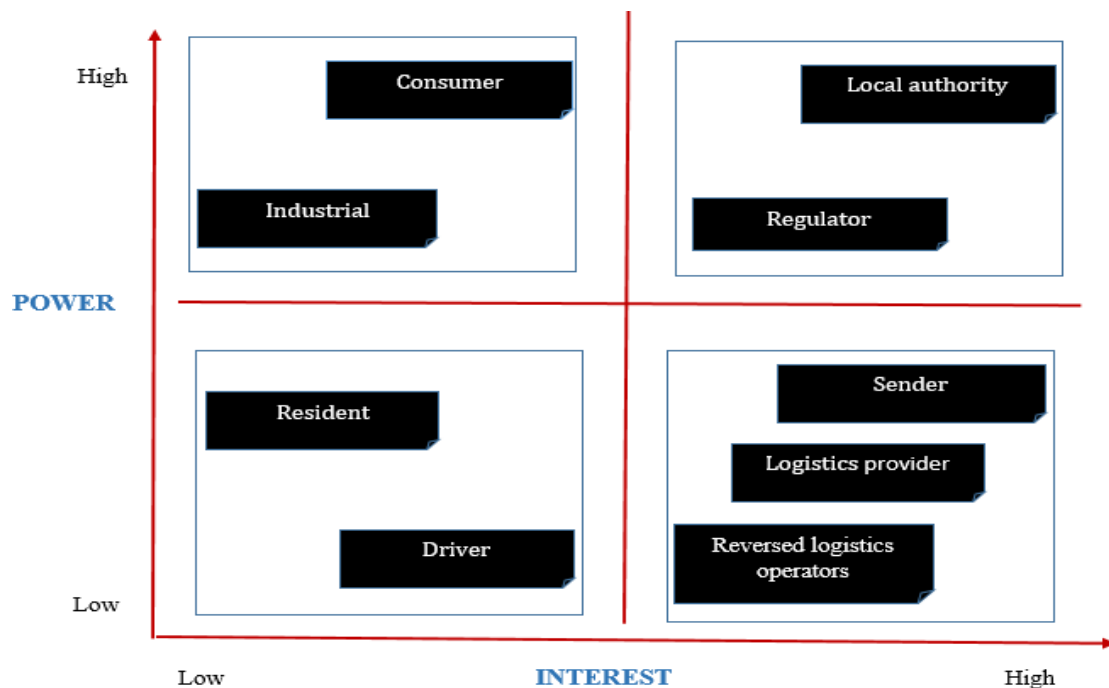 High
Consumer
Local authority
Industrial
Regulator
POWER
Resident
Sender
Logistics provider
Driver
Reversed logistics
operators
Low
Low
INTEREST
High